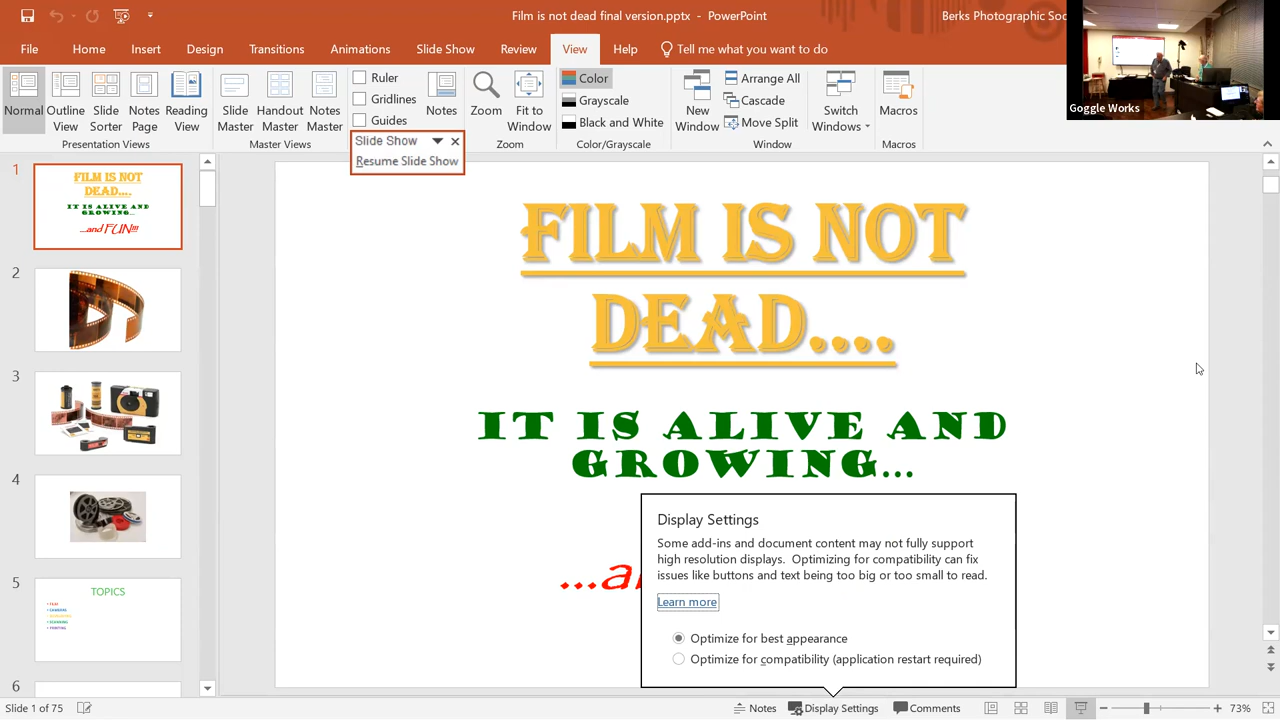 Film is not dead final version.pptx - PowerPoint
Berks Photographic Soc
File Home Insert Design Transitions Animations Slide Show Review View Help Tell me what you want to do
Goggle Works
Normal
Outline View
Slide Sorter
Notes Page
Reading View
Presentation Views
Slide Master
Handout Master
Notes Master
Master Views
Ruler
Gridlines
Guides
Notes
Zoom
Fit to Window
Zoom
Color
Grayscale
Black and White
Color/Grayscale
New Window
Arrange All
Cascade
Move Split
Switch Windows
Window
Macros
Macros
Slide Show
Resume Slide Show
1
FILM IS NOT
DEAD....
IT IS ALIVE AND
GROWING...
...and FUN!!!
2
3
4
5
TOPICS
6
FILM IS NOT
DEAD....
IT IS ALIVE AND
GROWING...
Display Settings
Some add-ins and document content may not fully support
high resolution displays. Optimizing for compatibility can fix
issues like buttons and text being too big or too small to read.
Learn more
Optimize for best appearance
Optimize for compatibility (application restart required)
Slide 1 of 75
Notes Display Settings Comments 73%